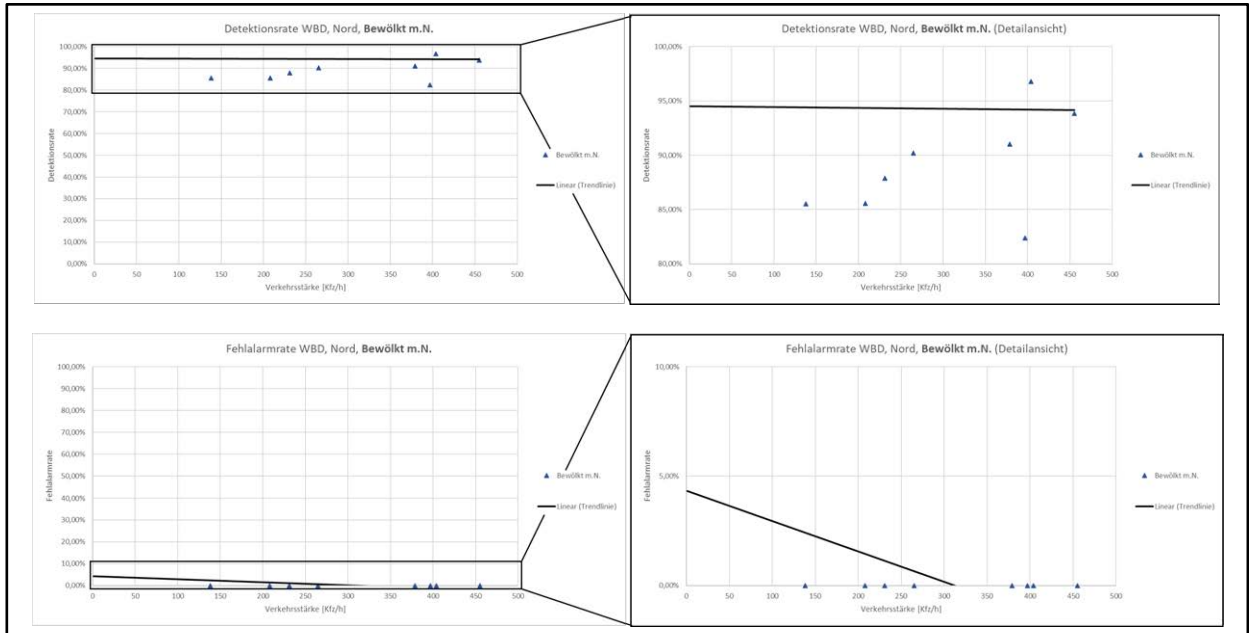 Detektionsrate WBD, Nord, Bewölkt m.N.
100,00%
90,00%
80,00%
70,00%
60,00%
50,00%
40,00%
30,00%
20,00%
10,00%
0,00%
Detektionsrate
0 50 100 150 200 250 300 350 400 450 500
Verkehrsstärke [Kfz/h]
Bewölkt m.N.
Linear (Trendlinie)
Detektionsrate WBD, Nord, Bewölkt m.N. (Detailansicht)
100,00%
95,00%
90,00%
85,00%
80,00%
Detektionsrate
0 50 100 150 200 250 300 350 400 450 500
Verkehrsstärke [Kfz/h]
Bewölkt m.N.
Linear (Trendlinie)
Fehlalarmrate WBD, Nord, Bewölkt m.N.
100,00%
90,00%
80,00%
70,00%
60,00%
50,00%
40,00%
30,00%
20,00%
10,00%
0,00%
Fehlalarmrate
0 50 100 150 200 250 300 350 400 450 500
Verkehrsstärke [Kfz/h]
Bewölkt m.N.
Linear (Trendlinie)
Fehlalarmrate WBD, Nord, Bewölkt m.N. (Detailansicht)
10,00%
5,00%
0,00%
Fehlalarmrate
0 50 100 150 200 250 300 350 400 450 500
Verkehrsstärke [Kfz/h]
Bewölkt m.N.
Linear (Trendlinie)